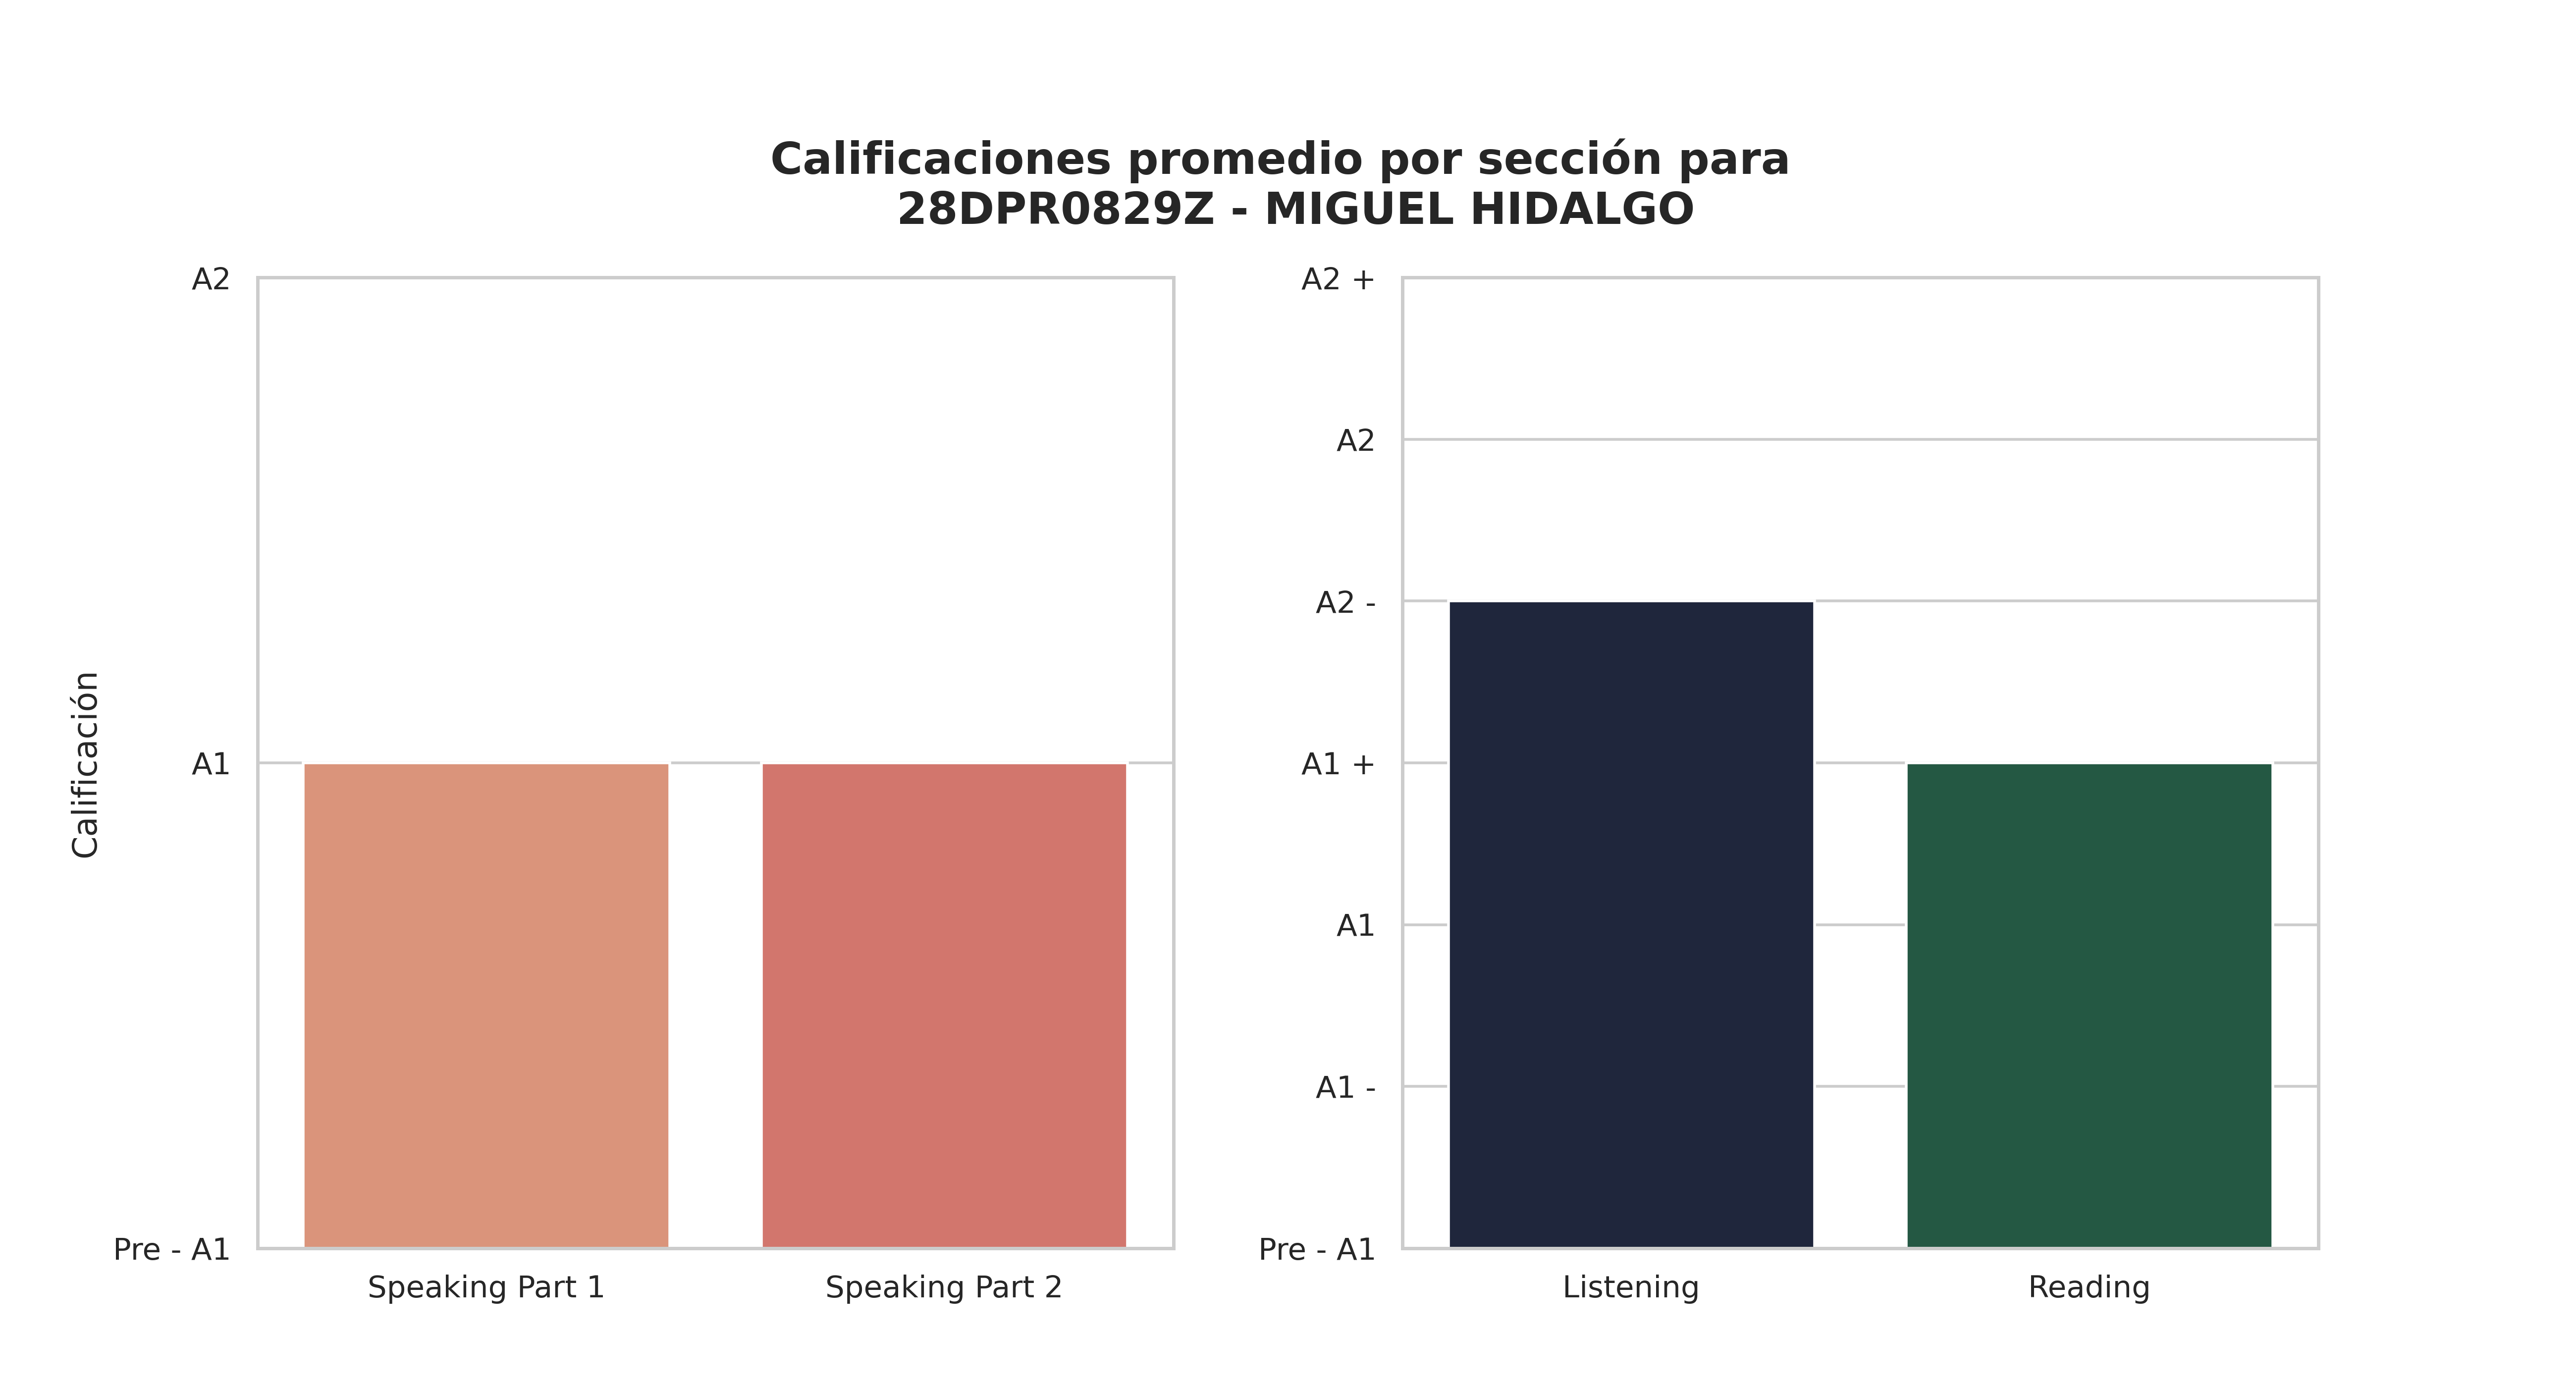 Calificaciones promedio por sección para
28DPR0829Z - MIGUEL HIDALGO
Calificación
A2
A1
Pre - A1
Speaking Part 1
Speaking Part 2
A2 +
A2
A2 -
A1 +
A1
A1 -
Pre - A1
Listening
Reading